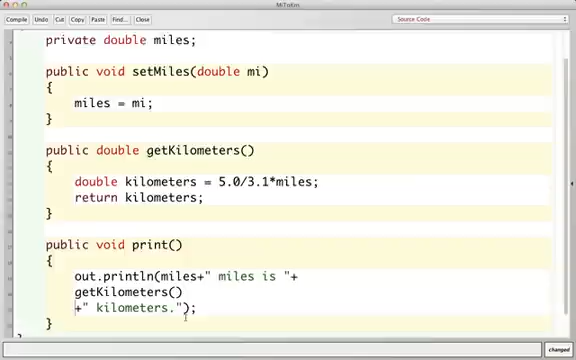 MiToKm
Compile Undo Cut Copy Paste Find... Close Source Code
private double miles;
public void setMiles(double mi)
{
miles = mi;
}
public double getKilometers()
{
double kilometers = 5.0/3.1*miles;
return kilometers;
}
public void print()
{
out.println(miles+" miles is "+
getKilometers()
+" kilometers.");
}
changed